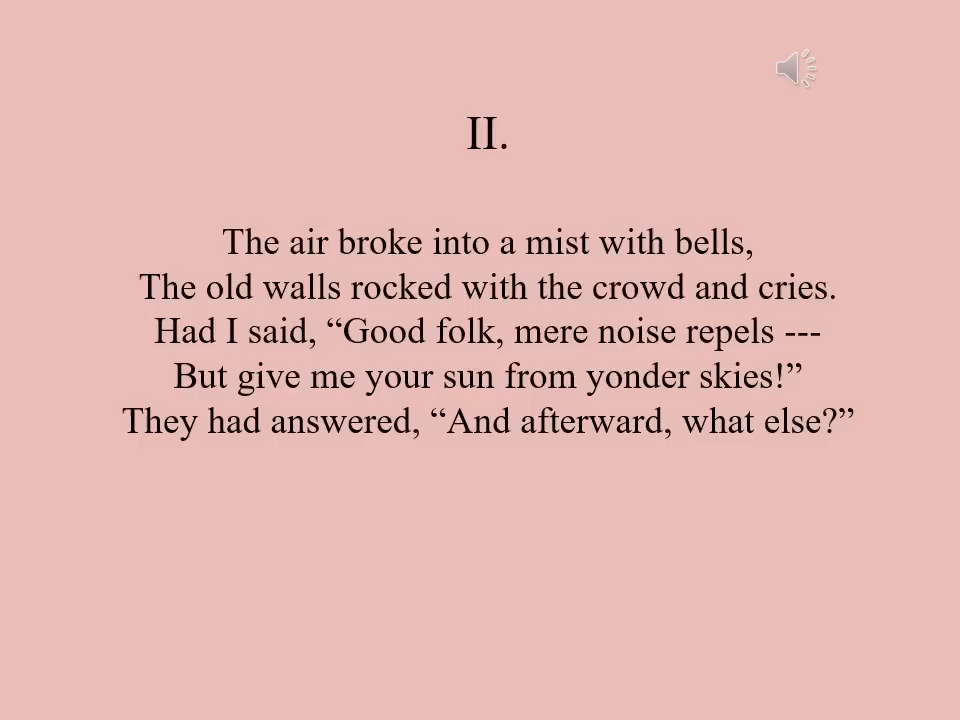 II.
The air broke into a mist with bells,
The old walls rocked with the crowd and cries.
Had I said, “Good folk, mere noise repels ---
But give me your sun from yonder skies!”
They had answered, “And afterward, what else?”